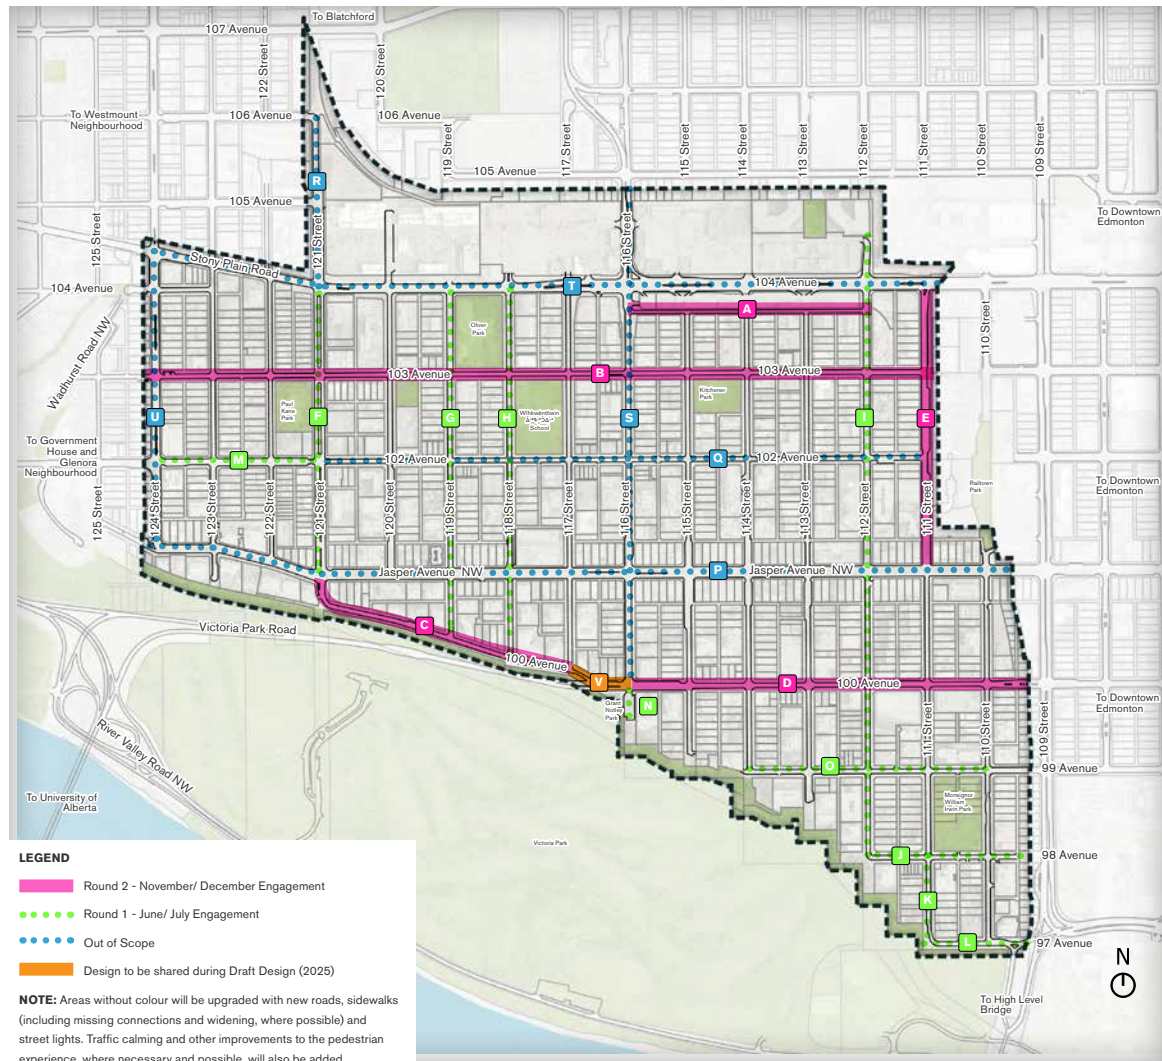 To Blatchford
107 Avenue
122 Street
120 Street
To Westmount
Neighbourhood
106 Avenue
106 Avenue
119 Street
117 Street
115 Street
114 Street
113 Street
112 Street
111 Street
110 Street
109 Street
105 Avenue
R
105 Avenue
121 Street
116 Street
125 Street
To Downtown
Edmonton
Stony Plain Road
104 Avenue
T
104 Avenue
A
110 Street
Wadhurst Road NW
Oliver
Park
103 Avenue
B
103 Avenue
Paul
Kane
Park
Kitchener
Park
U
F
G
H
School
S
I
E
To Government
House and
Glenora
Neighbourhood
M
102 Avenue
Q
102 Avenue
Railtown
Park
To Downtown
Edmonton
125 Street
124 Street
123 Street
122 Street
121 Street
120 Street
119 Street
118 Street
117 Street
116 Street
115 Street
114 Street
113 Street
112 Street
111 Street
Jasper Avenue NW
P
Jasper Avenue NW
C
Victoria Park Road
100 Avenue
V
D
100 Avenue
Grant
Notley
Park
N
To Downtown
Edmonton
111 Street
110 Street
109 Street
River Valley Road NW
O
99 Avenue
To University of
Alberta
Monsignor
William
Irwin Park
Victoria Park
J
98 Avenue
K
L
97 Avenue
N
To High Level
Bridge
LEGEND
Round 2 - November/ December Engagement
Round 1 - June/ July Engagement
Out of Scope
Design to be shared during Draft Design (2025)
NOTE: Areas without colour will be upgraded with new roads, sidewalks
(including missing connections and widening, where possible) and
street lights. Traffic calming and other improvements to the pedestrian
experience, where necessary and possible, will also be added.